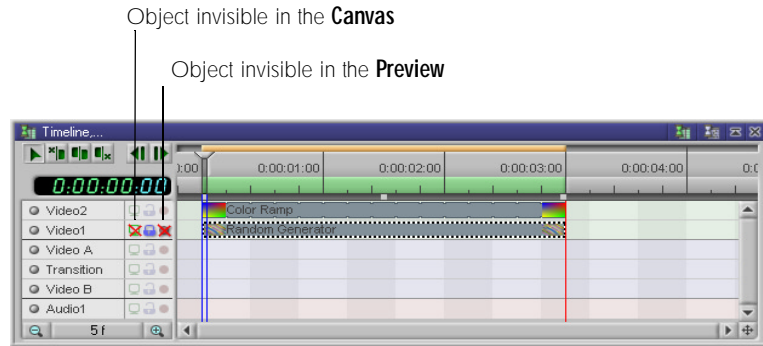 Object invisible in the Canvas
Object invisible in the Preview
Timeline,...
0:00:00:00
:00 0:00:01:00 0:00:02:00 0:00:03:00 0:00:04:00 0:0
Video2
Color Ramp
Video1
Random Generator
Video A
Transition
Video B
Audio1
5 f